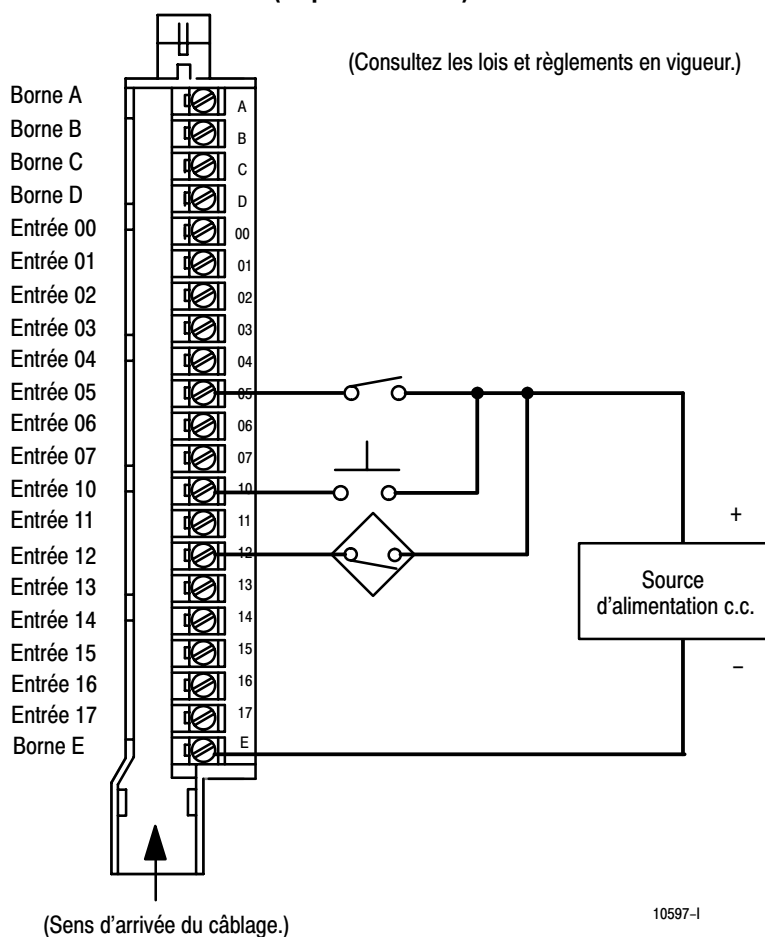 (Consultez les lois et règlements en vigueur.)
Borne A
A
Borne B
B
Borne C
C
Borne D
D
Entrée 00
00
Entrée 01
01
Entrée 02
02
Entrée 03
03
Entrée 04
04
Entrée 05
05
Entrée 06
06
Entrée 07
07
Entrée 10
10
Entrée 11
11
Entrée 12
12
Entrée 13
13
Entrée 14
14
Entrée 15
15
Entrée 16
16
Entrée 17
17
Borne E
E
+
Source
d'alimentation c.c.
–
(Sens d'arrivée du câblage.)
10597–I